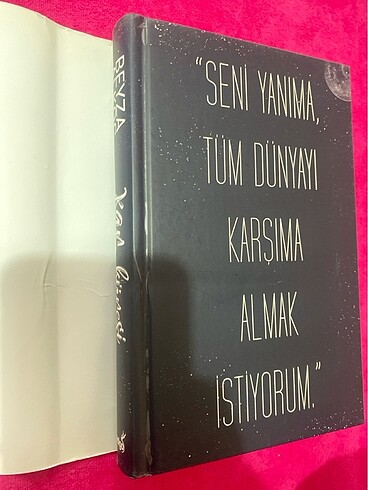 BEYZA
"SENİ YANIMA,
TÜM DÜNYAYI
KARŞIMA
ALMAK
İSTİYORUM."